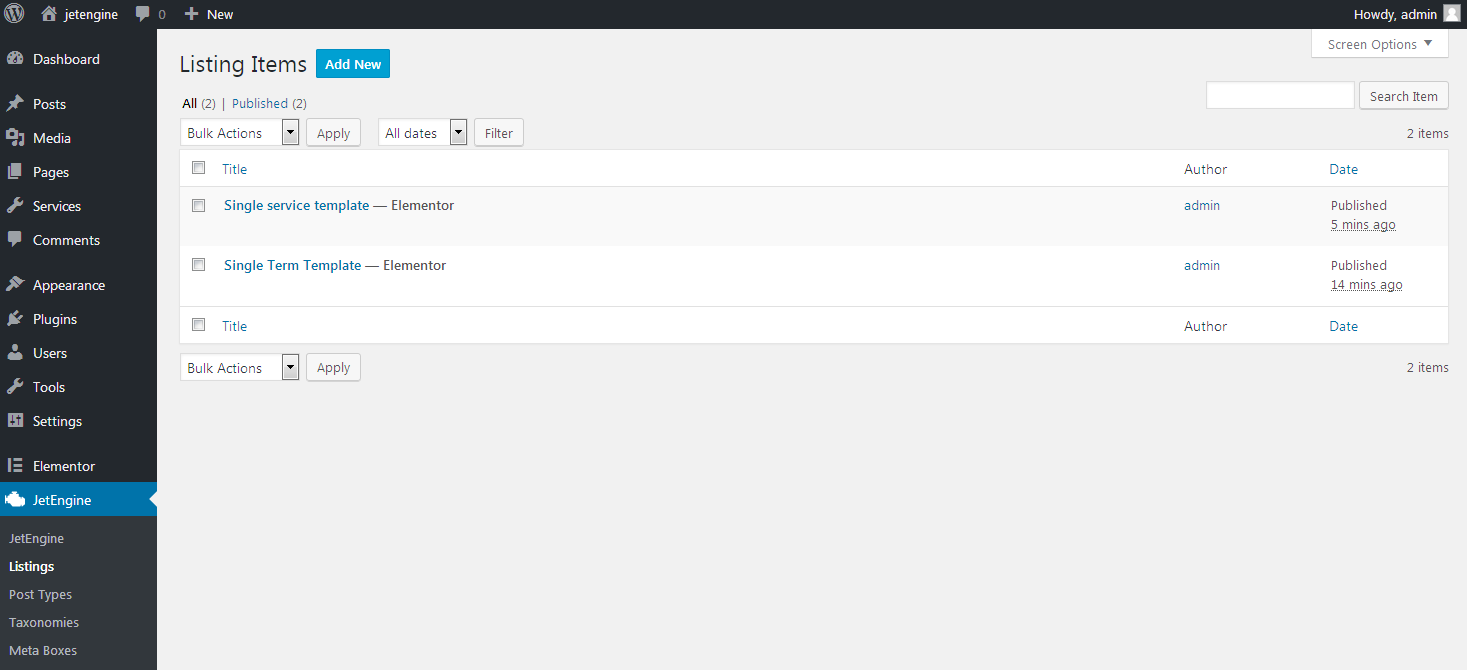 jetengine 0 New Howdy, admin
Screen Options
Dashboard
Posts
Media
Pages
Services
Comments
Appearance
Plugins
Users
Tools
Settings
Elementor
JetEngine
JetEngine
Listings
Post Types
Taxonomies
Meta Boxes
Listing Items Add New
All (2) | Published (2)
Search Item
Bulk Actions Apply All dates Filter 2 items
Title Author Date
Single service template — Elementor admin Published
5 mins ago
Single Term Template — Elementor admin Published
14 mins ago
Title Author Date
Bulk Actions Apply 2 items